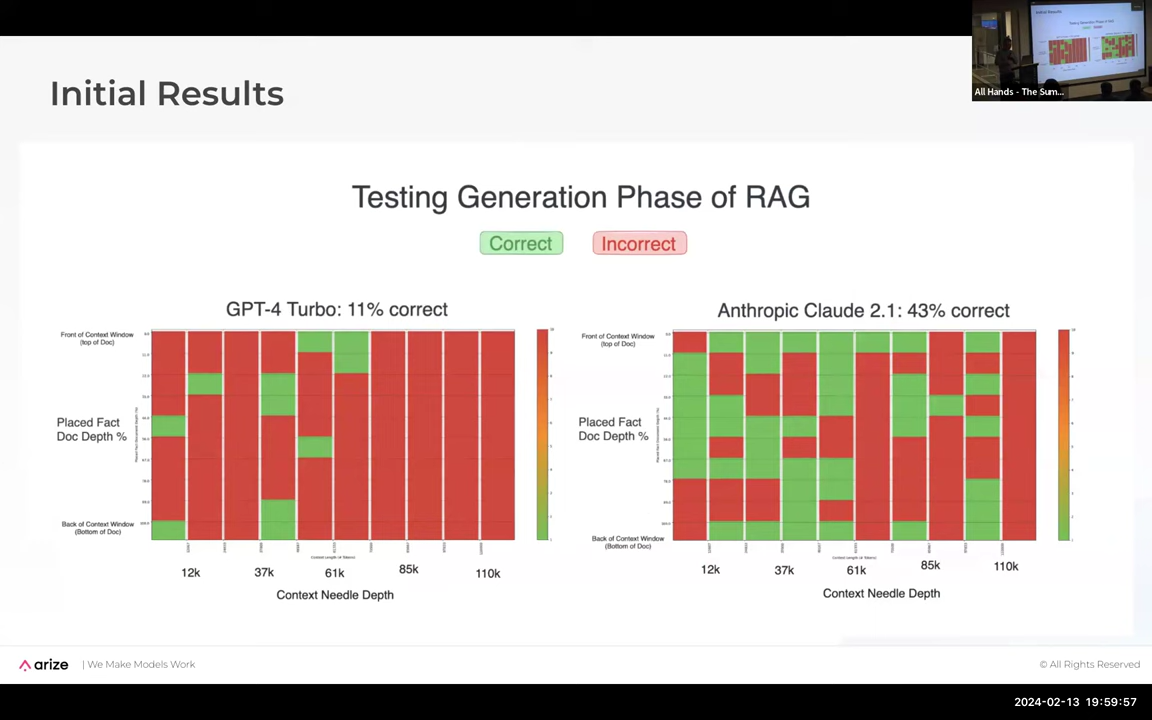 Initial Results
All Hands - The Sum...
Testing Generation Phase of RAG
Correct
Incorrect
GPT-4 Turbo: 11% correct
Front of Context Window
(top of Doc)
Placed Fact
Doc Depth %
Back of Context Window
(Bottom of Doc)
12k
37k
61k
85k
110k
Context Needle Depth
Anthropic Claude 2.1: 43% correct
Front of Context Window
(top of Doc)
Placed Fact
Doc Depth %
Back of Context Window
(Bottom of Doc)
12k
37k
61k
85k
110k
Context Needle Depth
arize | We Make Models Work
© All Rights Reserved
2024-02-13 19:59:57